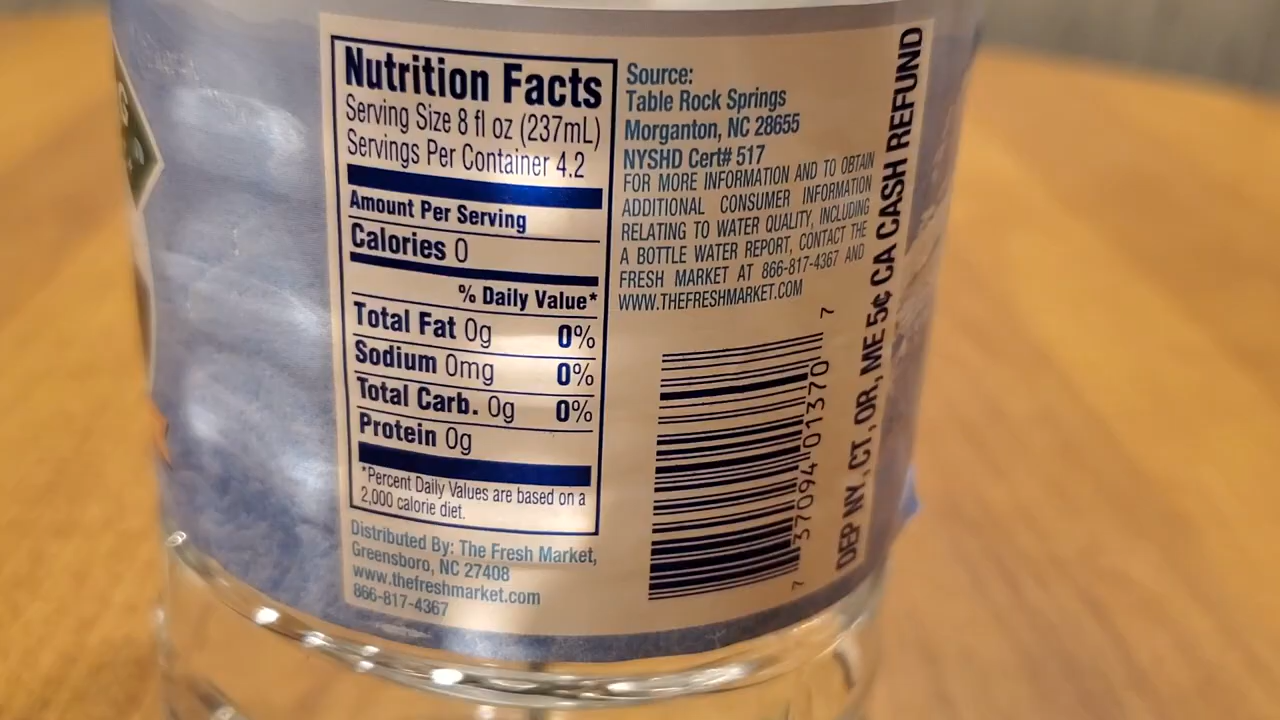 G
Nutrition Facts
Serving Size 8 fl oz (237mL)
Servings Per Container 4.2
Amount Per Serving
Calories 0
% Daily Value*
Total Fat 0g 0%
Sodium 0mg 0%
Total Carb. 0g 0%
Protein 0g
*Percent Daily Values are based on a
2,000 calorie diet.
Distributed By: The Fresh Market,
Greensboro, NC 27408
www.thefreshmarket.com
866-817-4367
Source:
Table Rock Springs
Morganton, NC 28655
NYSHD Cert# 517
FOR MORE INFORMATION AND TO OBTAIN
ADDITIONAL CONSUMER INFORMATION
RELATING TO WATER QUALITY, INCLUDING
A BOTTLE WATER REPORT, CONTACT THE
FRESH MARKET AT 866-817-4367 AND
WWW.THEFRESHMARKET.COM
7 37094 01370 7
DEP NY, CT, OR, ME 5¢ CA CASH REFUND